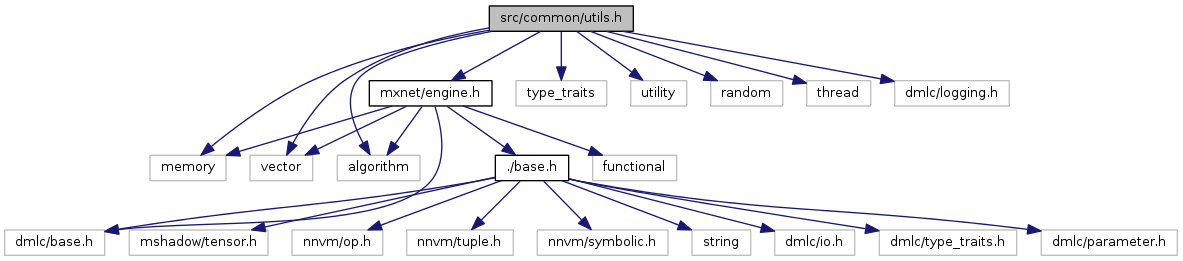 src/common/utils.h
mxnet/engine.h
type_traits
utility
random
thread
dmlc/logging.h
memory
vector
algorithm
./base.h
functional
dmlc/base.h
mshadow/tensor.h
nnvm/op.h
nnvm/tuple.h
nnvm/symbolic.h
string
dmlc/io.h
dmlc/type_traits.h
dmlc/parameter.h